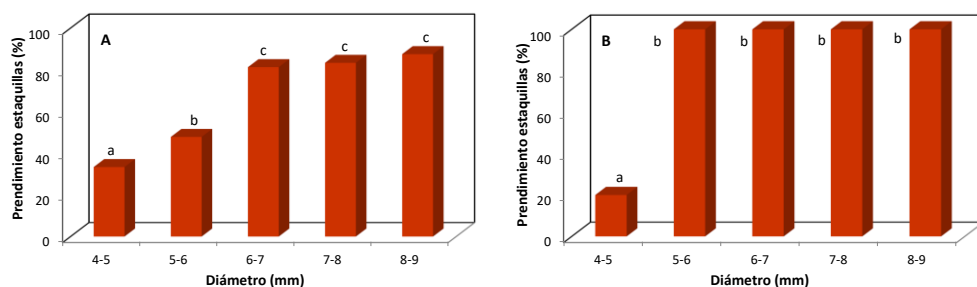 A
Prendimiento estaquillas (%)
100
80
60
40
20
0
a
b
c
c
c
4-5
5-6
6-7
7-8
8-9
Diámetro (mm)
B
Prendimiento estaquillas (%)
100
80
60
40
20
0
a
b
b
b
b
4-5
5-6
6-7
7-8
8-9
Diámetro (mm)